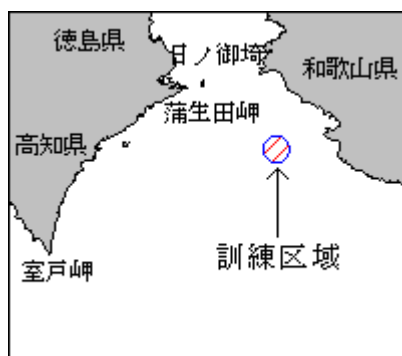 徳島県
日ノ御埼
和歌山県
蒲生田岬
高知県
訓練区域
室戸岬